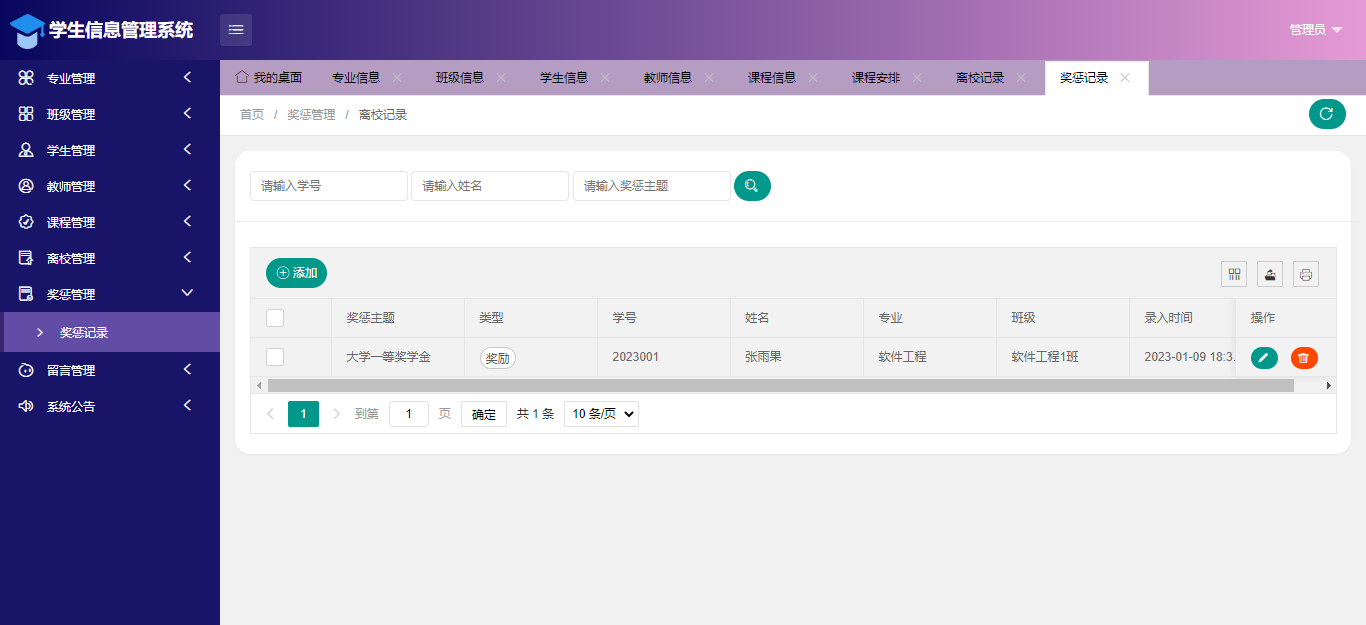 学生信息管理系统
管理员
专业管理
班级管理
学生管理
教师管理
课程管理
离校管理
奖惩管理
奖惩记录
留言管理
系统公告
我的桌面 专业信息 班级信息 学生信息 教师信息 课程信息 课程安排 离校记录 奖惩记录
首页 / 奖惩管理 / 离校记录
请输入学号 请输入姓名 请输入奖惩主题
添加
奖惩主题 类型 学号 姓名 专业 班级 录入时间 操作
大学一等奖学金 奖励 2023001 张雨果 软件工程 软件工程1班 2023-01-09 18:3...
1 到第 1 页 确定 共 1 条 10 条/页